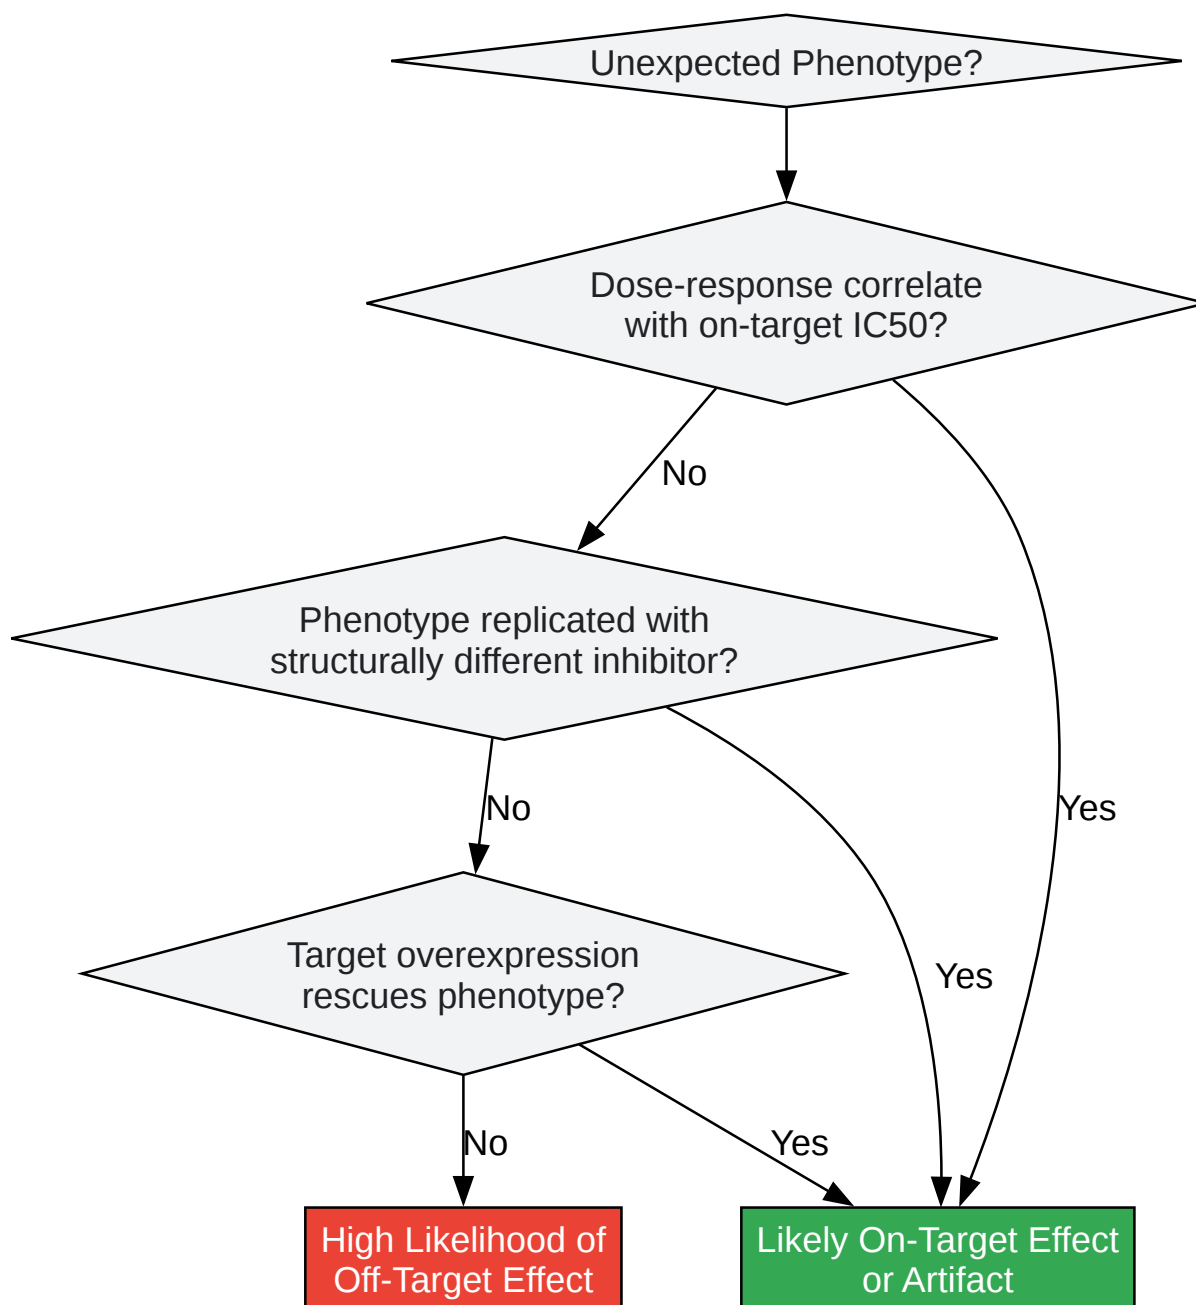 Unexpected Phenotype?
Dose-response correlate
with on-target IC50?
No
Phenotype replicated with
structurally different inhibitor?
No
Yes
Target overexpression
rescues phenotype?
Yes
No
Yes
High Likelihood of
Off-Target Effect
Likely On-Target Effect
or Artifact